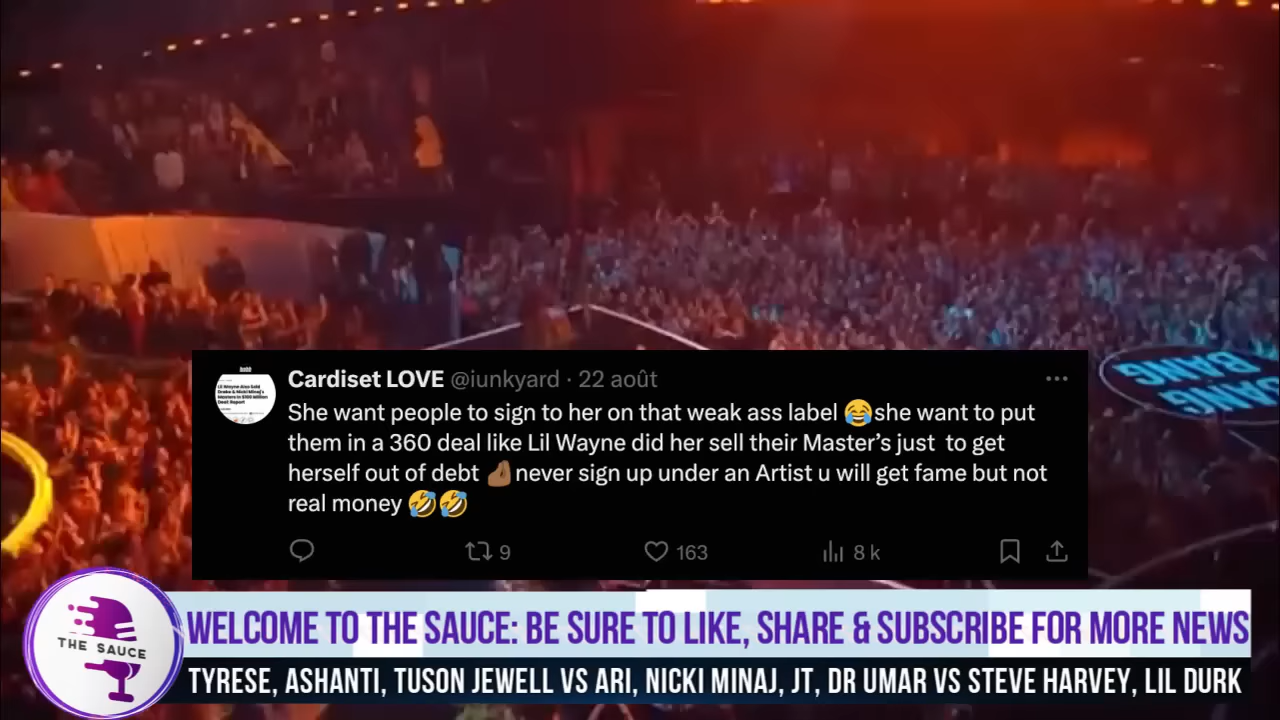 Cardiset LOVE @iunkyard · 22 août
She want people to sign to her on that weak ass label 😂she want to put
them in a 360 deal like Lil Wayne did her sell their Master’s just to get
herself out of debt 🤌🏾never sign up under an Artist u will get fame but not
real money 🤣🤣
9
163
8 k
GANG
BANG
THE SAUCE
WELCOME TO THE SAUCE: BE SURE TO LIKE, SHARE & SUBSCRIBE FOR MORE NEWS
TYRESE, ASHANTI, TUSON JEWELL VS ARI, NICKI MINAJ, JT, DR UMAR VS STEVE HARVEY, LIL DURK